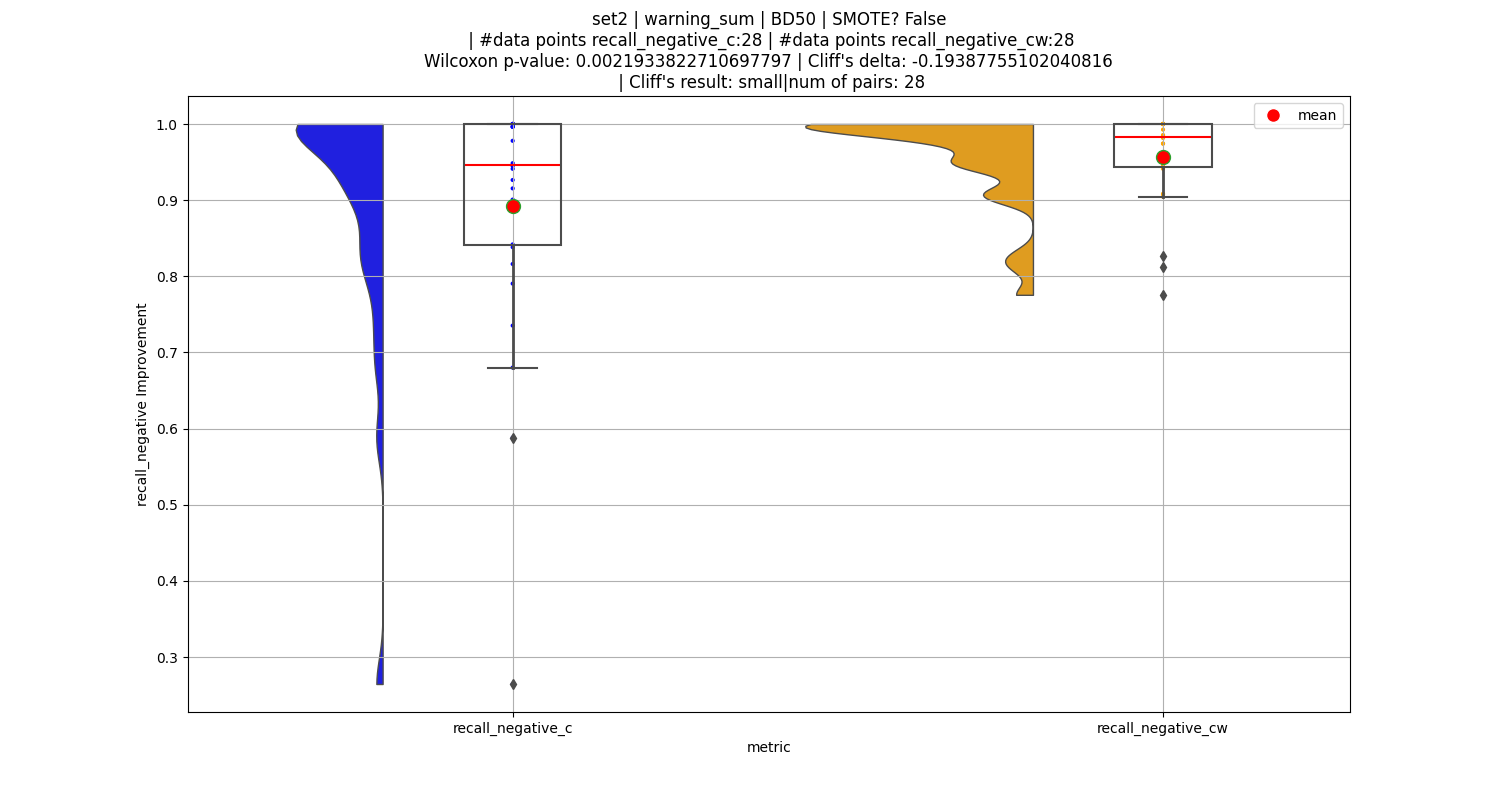 set2 | warning_sum | BD50 | SMOTE? False
| #data points recall_negative_c:28 | #data points recall_negative_cw:28
Wilcoxon p-value: 0.0021933822710697797 | Cliff's delta: -0.19387755102040816
| Cliff's result: small|num of pairs: 28
mean
1.0
0.9
0.8
0.7
0.6
0.5
0.4
0.3
recall_negative Improvement
recall_negative_c
recall_negative_cw
metric